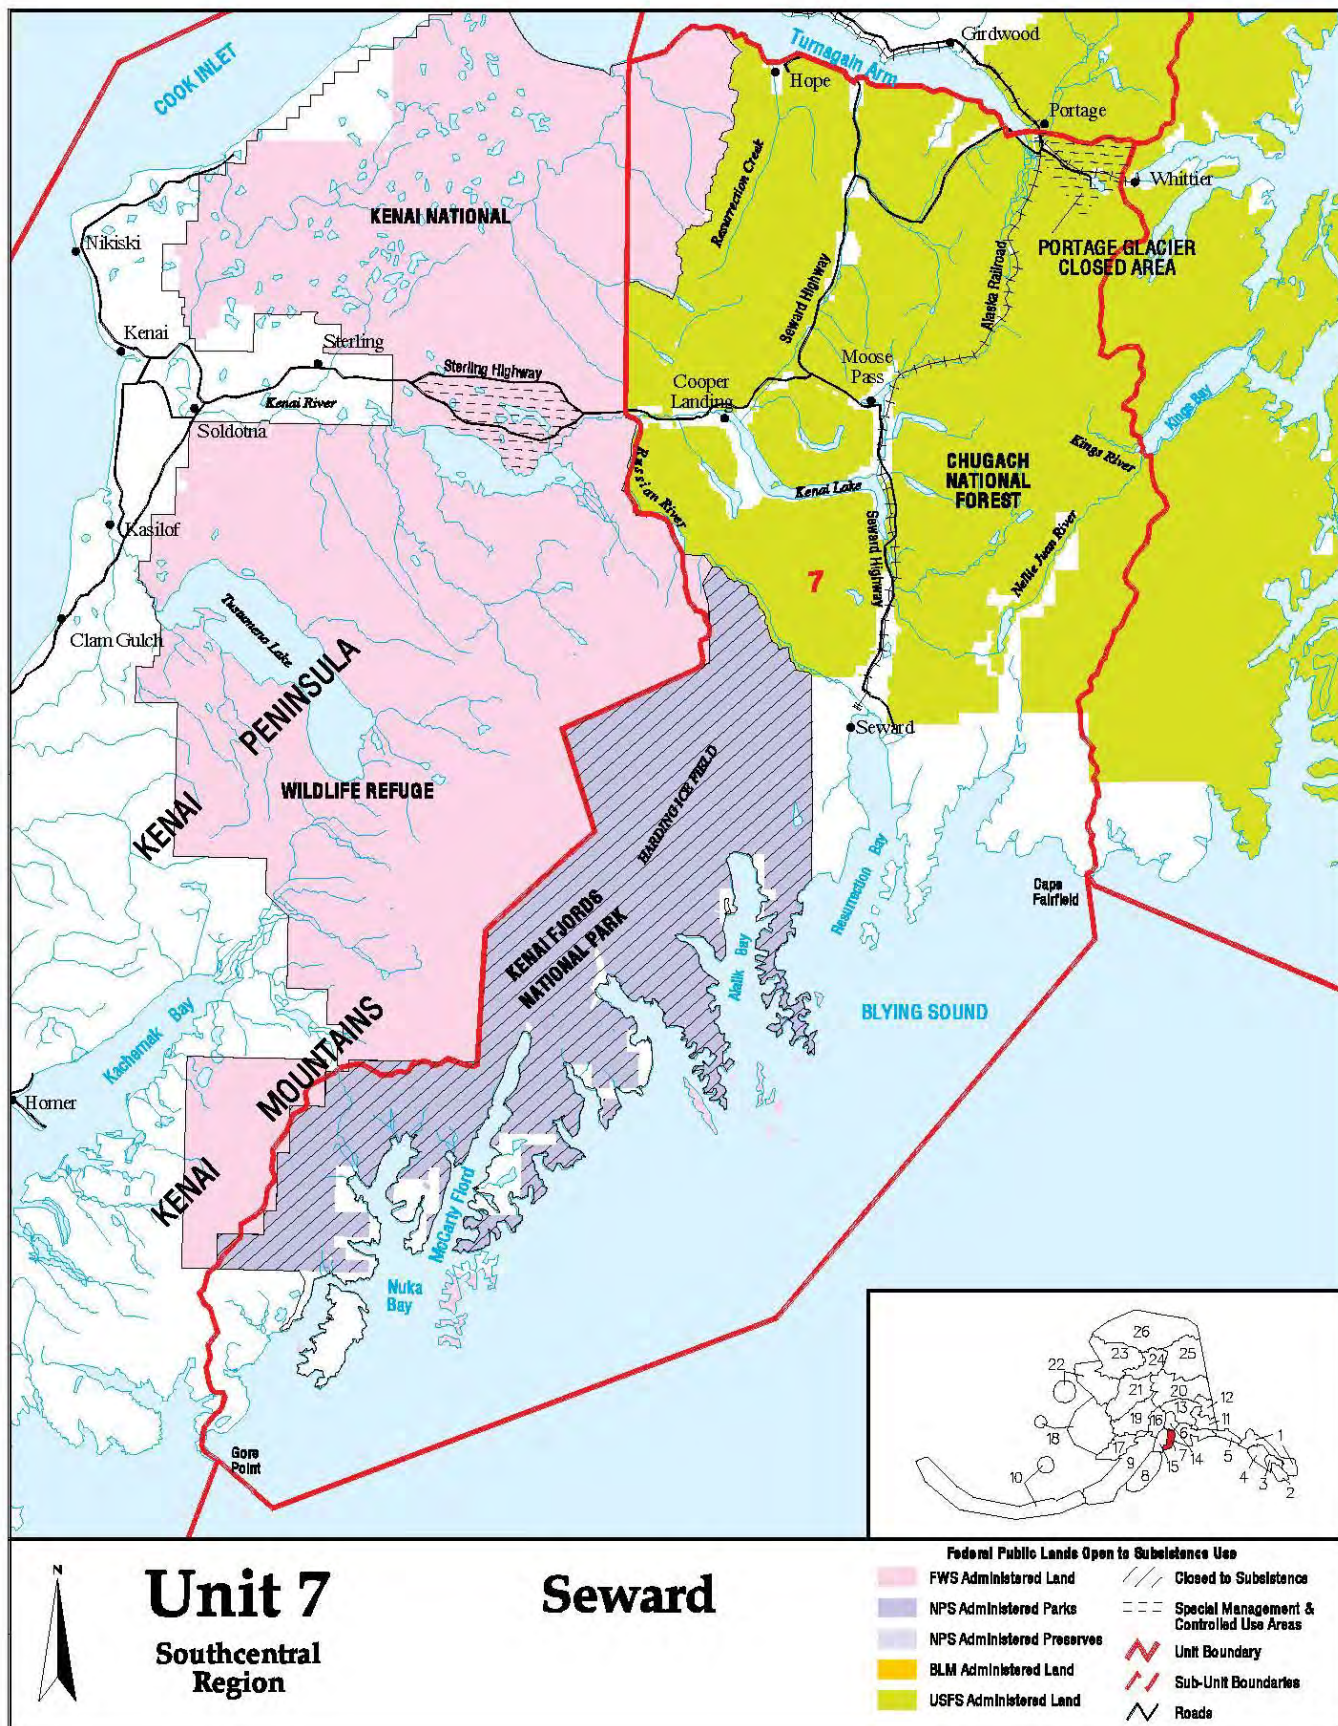 Girdwood
Turnagain Arm
COOK INLET
Hope
Portage
Resurrection Creek
Whittier
KENAI NATIONAL
Nikiski
PORTAGE GLACIER
CLOSED AREA
Alaska Railroad
Seward Highway
Kenai
Sterling
Sterling Highway
Moose
Pass
Cooper
Landing
Kenai River
Soldotna
Kings Bay
Kings River
Russian River
CHUGACH
NATIONAL
FOREST
Kenai Lake
Kasilof
Seward Highway
Nellie Juan River
7
Tustumena Lake
Clam Gulch
PENINSULA
Seward
WILDLIFE REFUGE
KENAI
HARDING ICE FIELD
Resurrection Bay
Cape
Fairfield
KENAI FJORDS
NATIONAL PARK
Aialik Bay
BLYING SOUND
Kachemak Bay
MOUNTAINS
Homer
KENAI
McCarty Fiord
Nuka
Bay
Gore
Point
26
23
24
25
22
21
20
12
13
19
16
11
18
6
1
17
7
14
5
9
15
4
10
8
3
2
N
Unit 7
Southcentral
Region
Seward
Federal Public Lands Open to Subsistence Use
FWS Administered Land
NPS Administered Parks
NPS Administered Preserves
BLM Administered Land
USFS Administered Land
Closed to Subsistence
Special Management &
Controlled Use Areas
Unit Boundary
Sub-Unit Boundaries
Roads